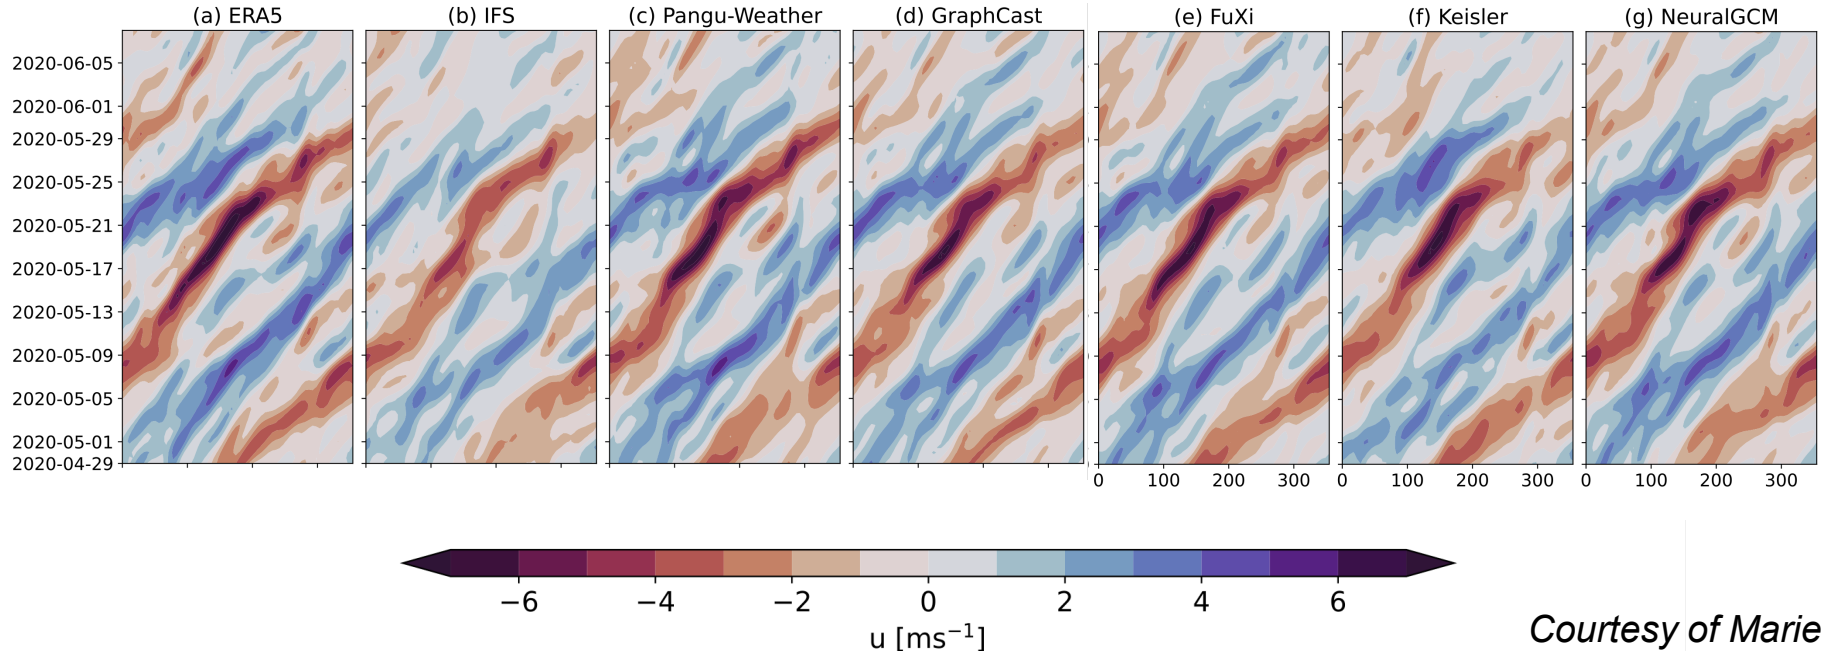 (a) ERA5 (b) IFS (c) Pangu-Weather (d) GraphCast (e) FuXi (f) Keisler (g) NeuralGCM
2020-06-05
2020-06-01
2020-05-29
2020-05-25
2020-05-21
2020-05-17
2020-05-13
2020-05-09
2020-05-05
2020-05-01
2020-04-29
0 100 200 300 0 100 200 300 0 100 200 300
−6 −4 −2 0 2 4 6
u [ms⁻¹]
Courtesy of Marie